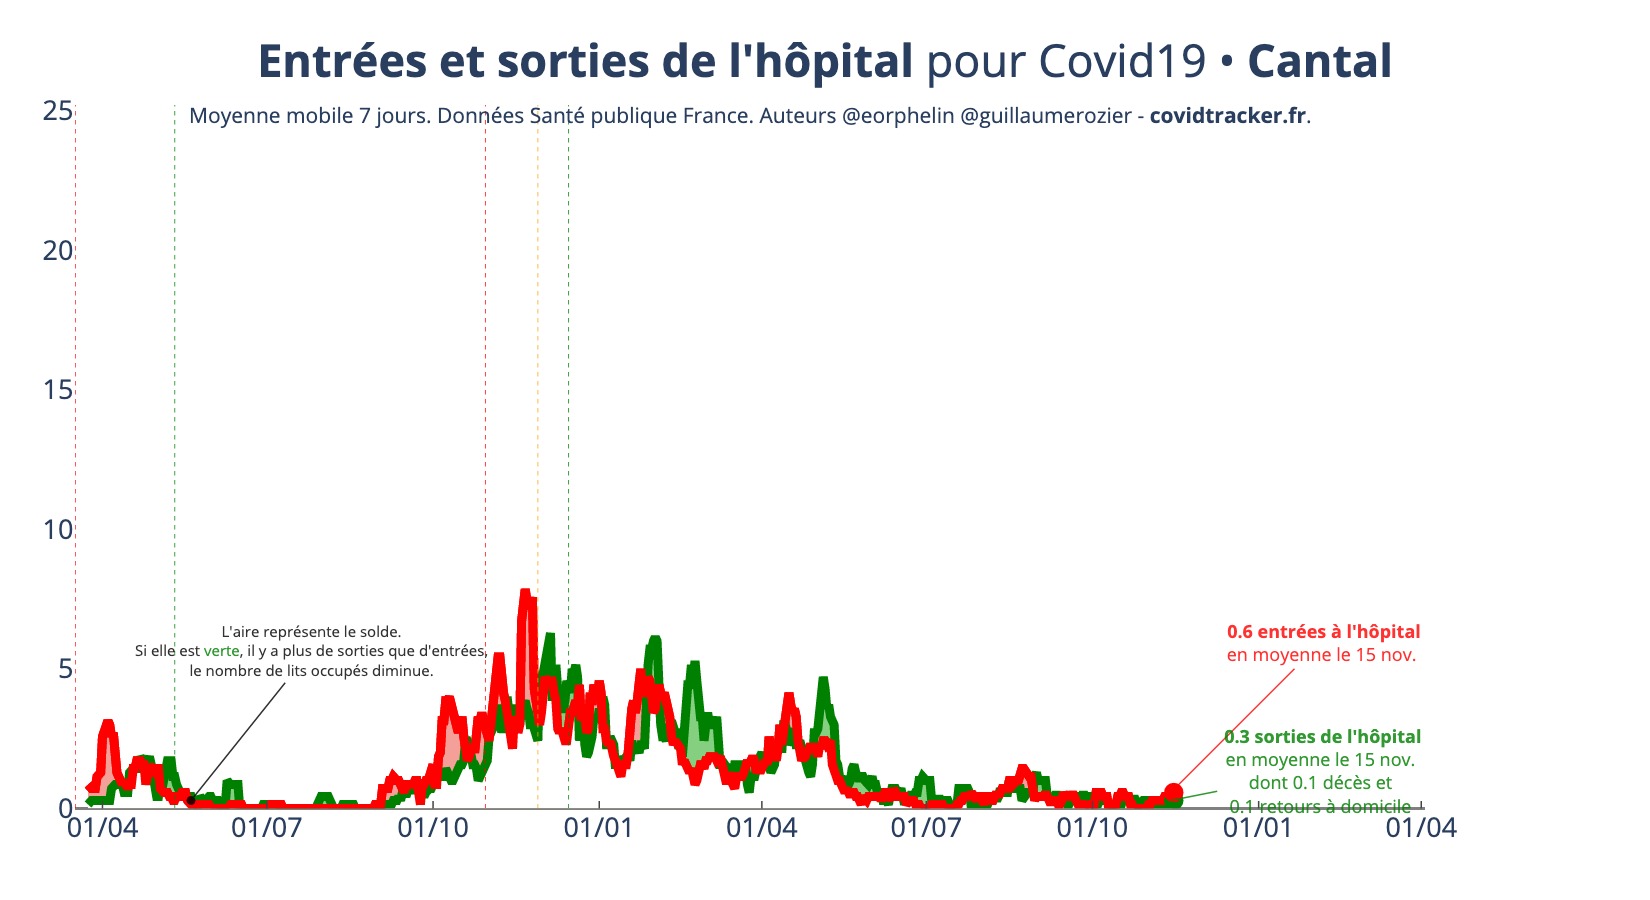 Entrées et sorties de l'hôpital pour Covid19 • Cantal
Moyenne mobile 7 jours. Données Santé publique France. Auteurs @eorphelin @guillaumerozier - covidtracker.fr.
25
20
15
10
5
0
L'aire représente le solde.
Si elle est verte, il y a plus de sorties que d'entrées,
le nombre de lits occupés diminue.
0.6 entrées à l'hôpital
en moyenne le 15 nov.
0.3 sorties de l'hôpital
en moyenne le 15 nov.
dont 0.1 décès et
0.1 retours à domicile
01/04 01/07 01/10 01/01 01/04 01/07 01/10 01/01 01/04